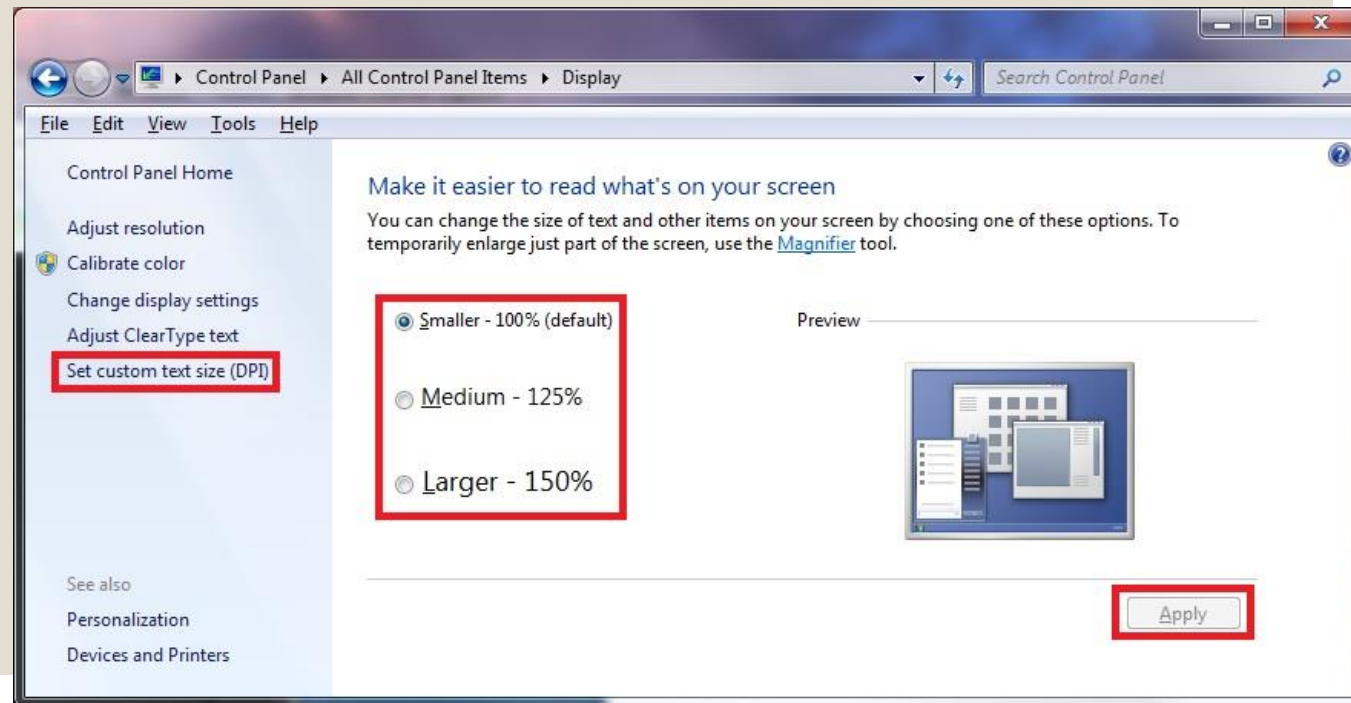 Control Panel ▸ All Control Panel Items ▸ Display
Search Control Panel
File Edit View Tools Help
Control Panel Home
Adjust resolution
Calibrate color
Change display settings
Adjust ClearType text
Set custom text size (DPI)
See also
Personalization
Devices and Printers
Make it easier to read what's on your screen
You can change the size of text and other items on your screen by choosing one of these options. To
temporarily enlarge just part of the screen, use the Magnifier tool.
Smaller - 100% (default)
Medium - 125%
Larger - 150%
Preview
Apply